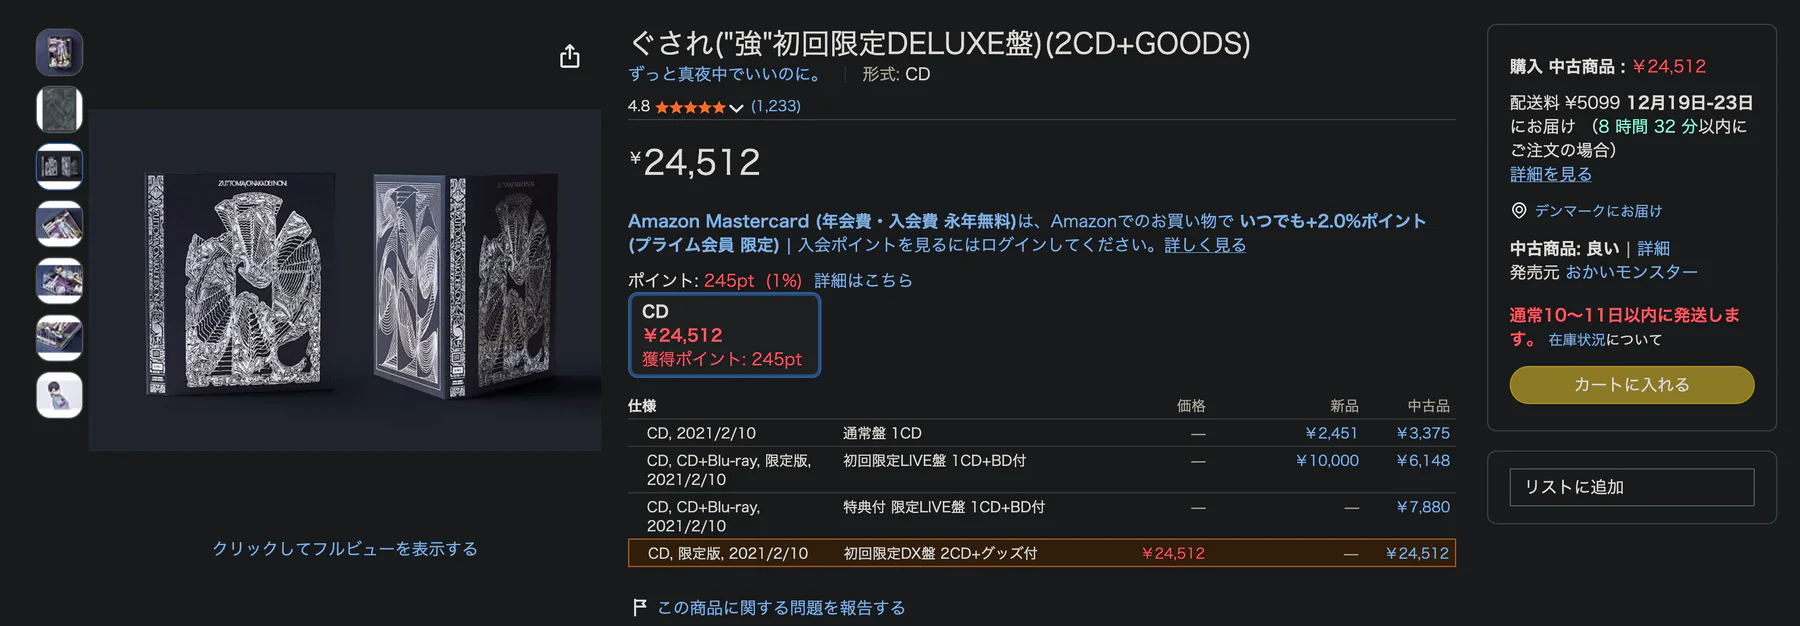 ぐされ("強"初回限定DELUXE盤)(2CD+GOODS)
ずっと真夜中でいいのに。 | 形式: CD
4.8 ★★★★★ (1,233)
¥24,512
Amazon Mastercard (年会費・入会費 永年無料)は、Amazonでのお買い物で いつでも+2.0%ポイント
(プライム会員 限定) | 入会ポイントを見るにはログインしてください。詳しく見る
ポイント: 245pt (1%) 詳細はこちら
CD
¥24,512
獲得ポイント: 245pt
仕様 価格 新品 中古品
CD, 2021/2/10 通常盤 1CD — ¥2,451 ¥3,375
CD, CD+Blu-ray, 限定版, 初回限定LIVE盤 1CD+BD付 — ¥10,000 ¥6,148
2021/2/10
CD, CD+Blu-ray, 特典付 限定LIVE盤 1CD+BD付 — — ¥7,880
2021/2/10
CD, 限定版, 2021/2/10 初回限定DX盤 2CD+グッズ付 ¥24,512 — ¥24,512
この商品に関する問題を報告する
ZUTTOMAYONAKADEIINONI
クリックしてフルビューを表示する
購入 中古商品 : ¥24,512
配送料 ¥5099 12月19日-23日
にお届け (8 時間 32 分以内に
ご注文の場合)
詳細を見る
デンマークにお届け
中古商品: 良い | 詳細
発売元 おかいモンスター
通常10〜11日以内に発送しま
す。 在庫状況について
カートに入れる
リストに追加